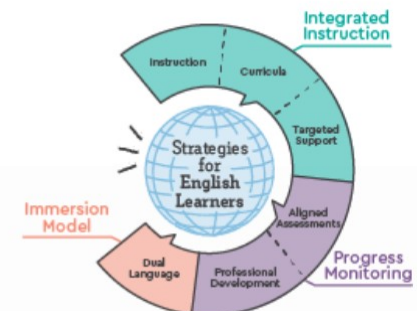 Integrated
Instruction
Instruction
Curricula
Targeted
Support
Strategies
for
English
Learners
Aligned
Assessments
Immersion
Model
Dual
Language
Professional
Development
Progress
Monitoring